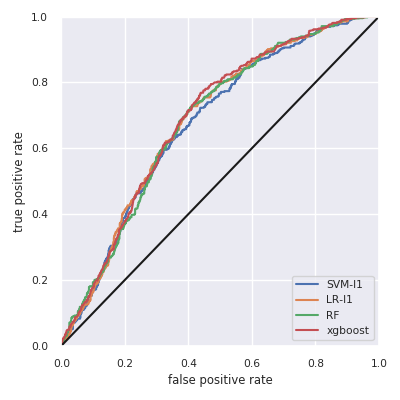 1.0
0.8
0.6
0.4
0.2
0.0
true positive rate
0.0 0.2 0.4 0.6 0.8 1.0
false positive rate
SVM-l1
LR-l1
RF
xgboost